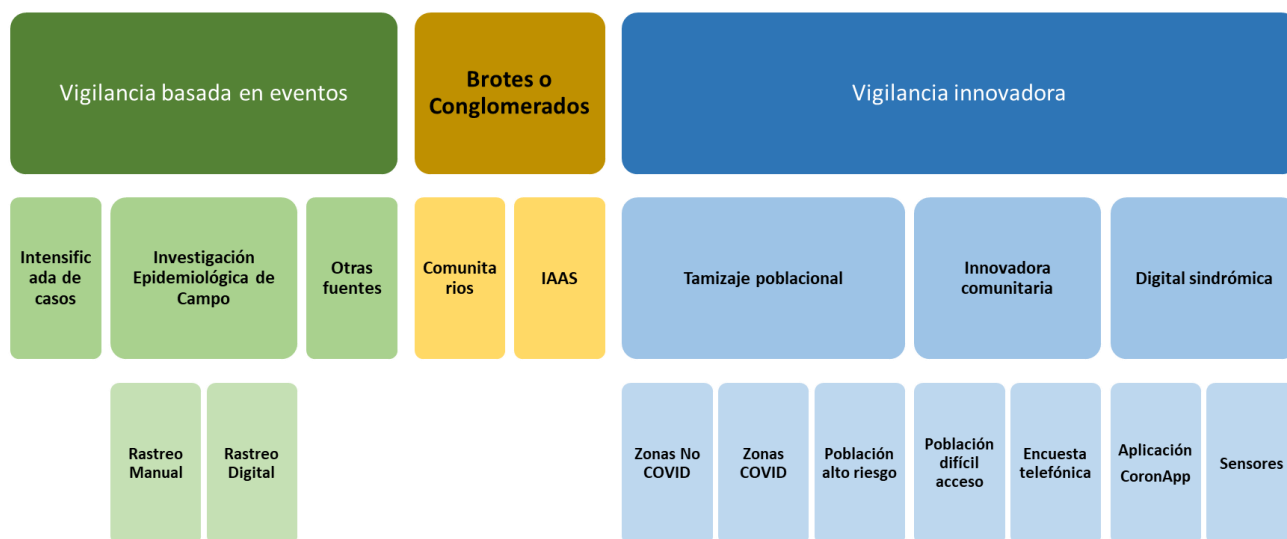 Vigilancia basada en eventos
Brotes o
Conglomerados
Vigilancia innovadora
Intensific
ada de
casos
Investigación
Epidemiológica de
Campo
Otras
fuentes
Comunita
rios
IAAS
Tamizaje poblacional
Innovadora
comunitaria
Digital sindrómica
Rastreo
Manual
Rastreo
Digital
Zonas No
COVID
Zonas
COVID
Población
alto riesgo
Población
difícil
acceso
Encuesta
telefónica
Aplicación
CoronApp
Sensores